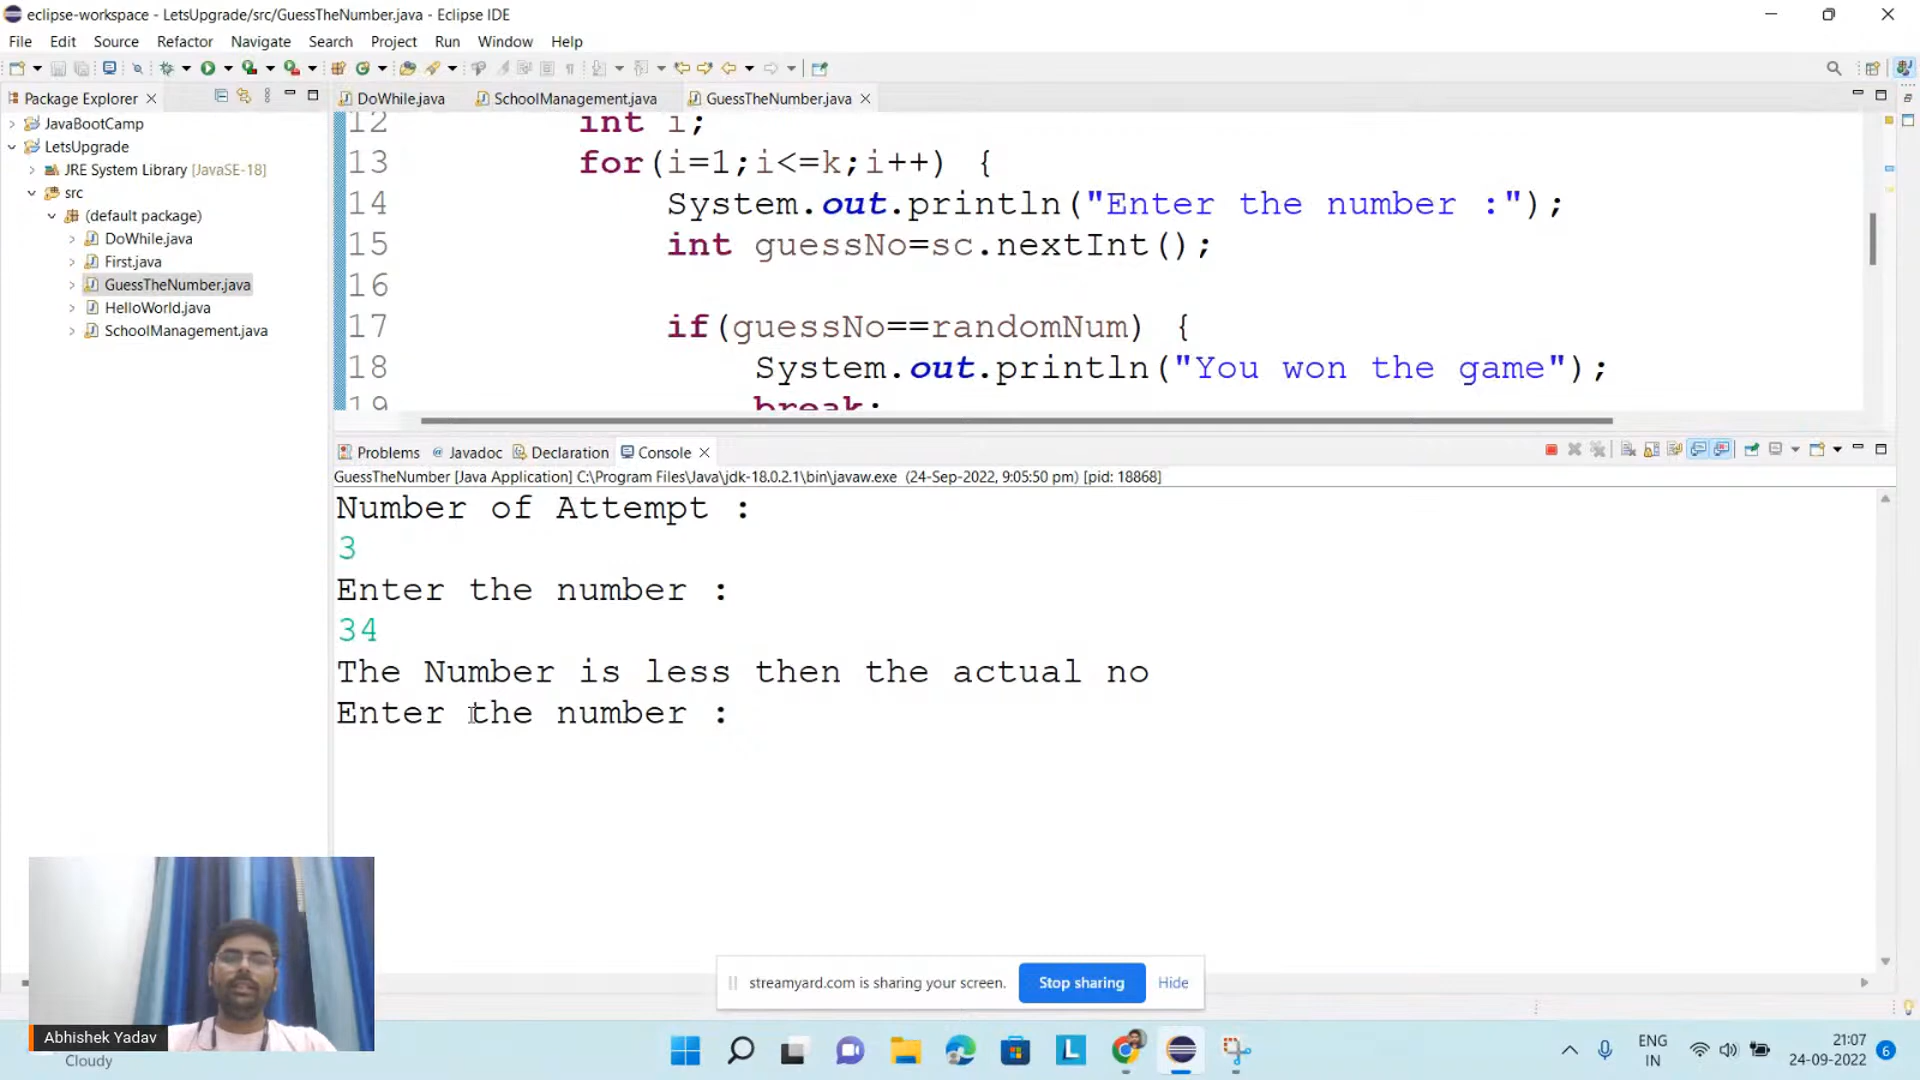 eclipse-workspace - LetsUpgrade/src/GuessTheNumber.java - Eclipse IDE
File Edit Source Refactor Navigate Search Project Run Window Help
Package Explorer
DoWhile.java SchoolManagement.java GuessTheNumber.java
JavaBootCamp
LetsUpgrade
JRE System Library [JavaSE-18]
src
(default package)
DoWhile.java
First.java
GuessTheNumber.java
HelloWorld.java
SchoolManagement.java
12 int i;
13 for(i=1;i<=k;i++) {
14 System.out.println("Enter the number :");
15 int guessNo=sc.nextInt();
16
17 if(guessNo==randomNum) {
18 System.out.println("You won the game");
19 break;
Problems @ Javadoc Declaration Console
GuessTheNumber [Java Application] C:\Program Files\Java\jdk-18.0.2.1\bin\javaw.exe (24-Sep-2022, 9:05:50 pm) [pid: 18868]
Number of Attempt :
3
Enter the number :
34
The Number is less then the actual no
Enter the number :
streamyard.com is sharing your screen. Stop sharing Hide
Abhishek Yadav
Cloudy
L
ENG
IN
21:07
24-09-2022
6